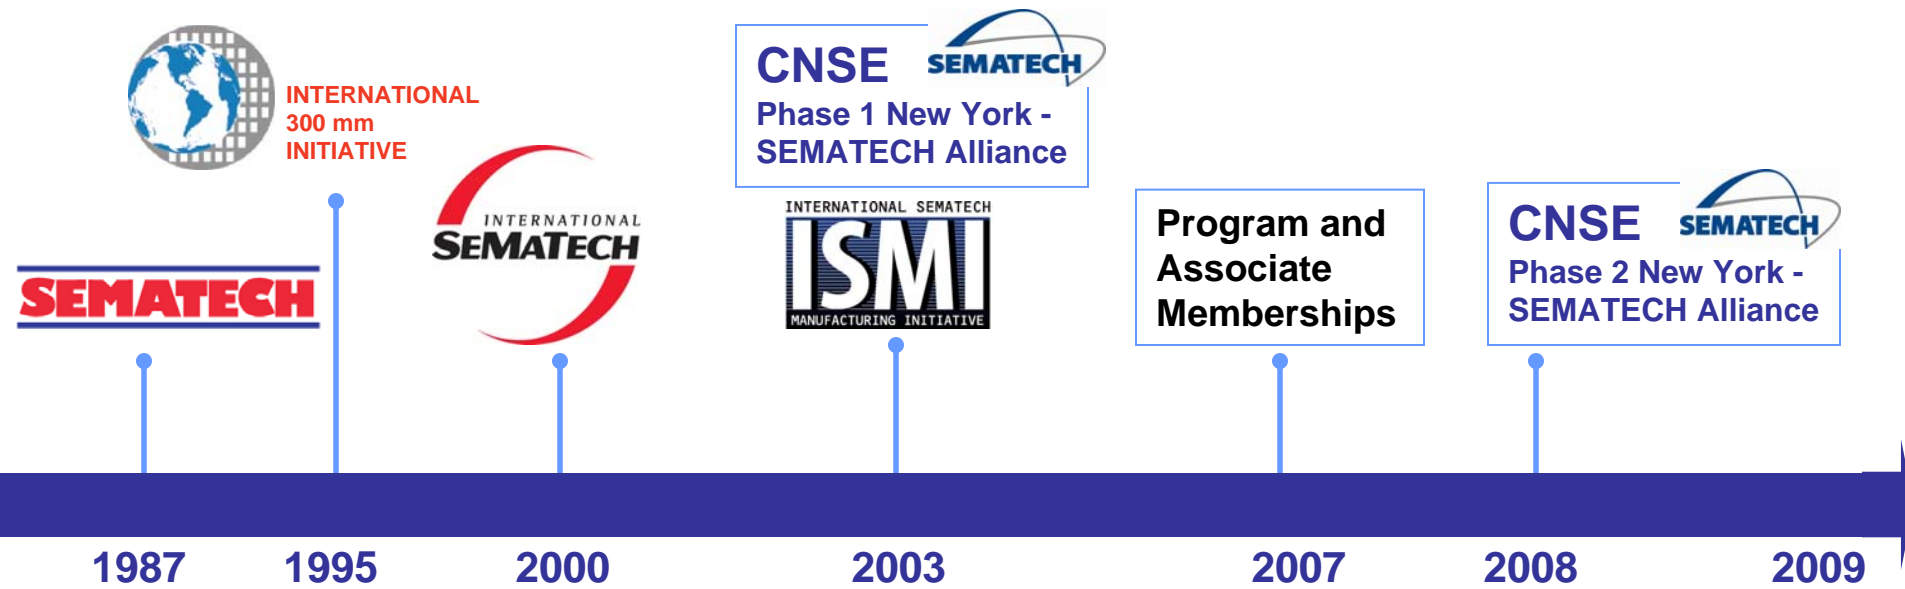 INTERNATIONAL
300 mm
INITIATIVE
SEMATECH
INTERNATIONAL
SEMATECH
CNSE SEMATECH
Phase 1 New York -
SEMATECH Alliance
INTERNATIONAL SEMATECH
ISMI
MANUFACTURING INITIATIVE
Program and
Associate
Memberships
CNSE SEMATECH
Phase 2 New York -
SEMATECH Alliance
1987 1995 2000 2003 2007 2008 2009